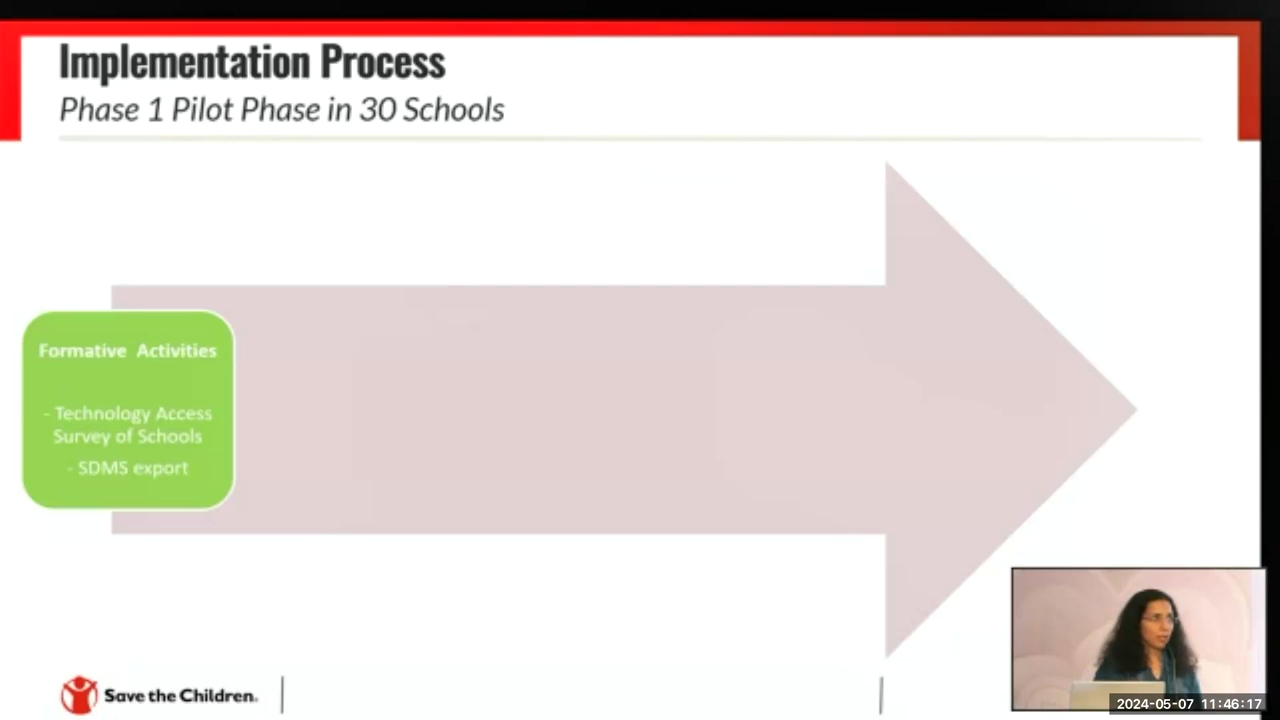 Implementation Process
Phase 1 Pilot Phase in 30 Schools
Formative Activities
- Technology Access
Survey of Schools
- SDMS export
Save the Children.
2024-05-07 11:46:17